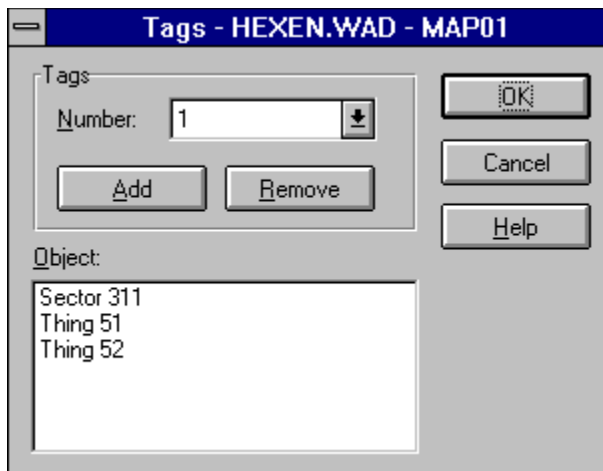 Tags - HEXEN.WAD - MAP01
Tags
Number: 1
Add Remove
OK
Cancel
Help
Object:
Sector 311
Thing 51
Thing 52